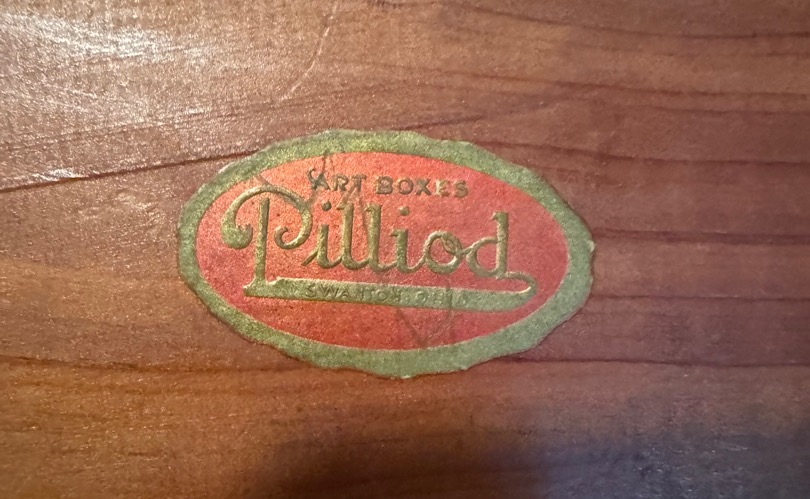 ART BOXES
Pilliod
SWANTON, OHIO